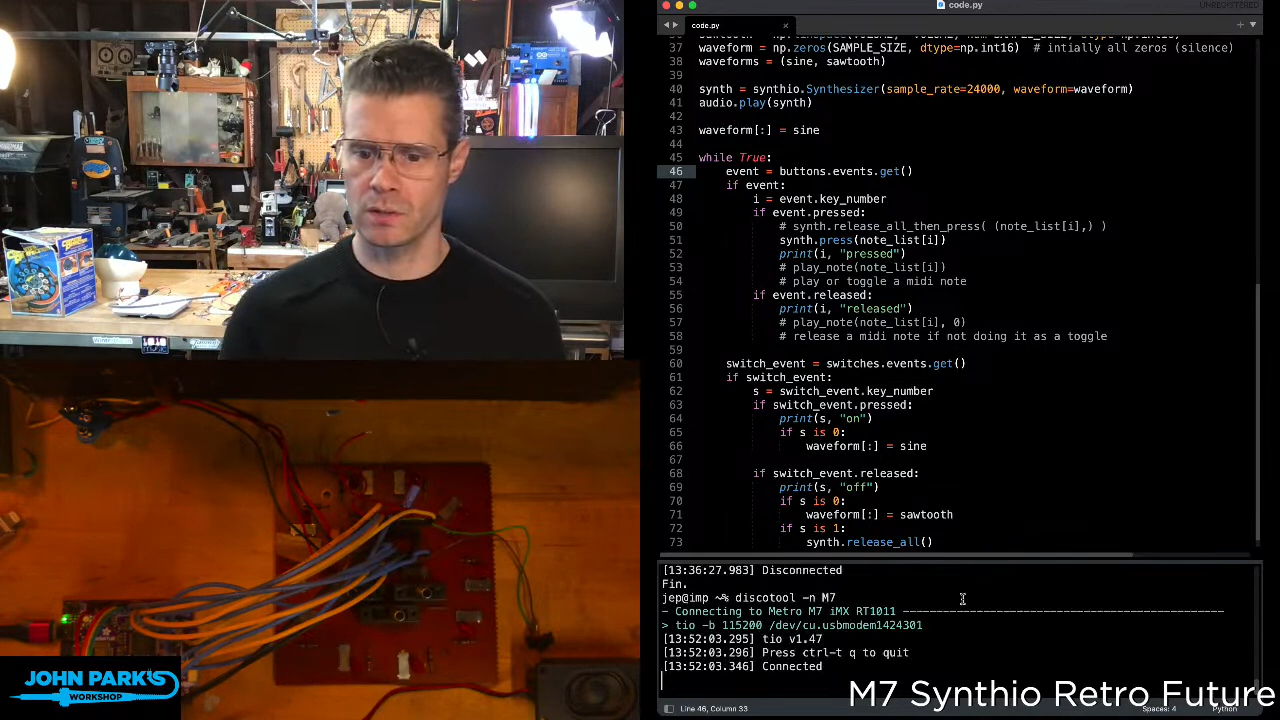 code.py
UNREGISTERED
code.py
37 waveform = np.zeros(SAMPLE_SIZE, dtype=np.int16) # intially all zeros (silence)
38 waveforms = (sine, sawtooth)
39
40 synth = synthio.Synthesizer(sample_rate=24000, waveform=waveform)
41 audio.play(synth)
42
43 waveform[:] = sine
44
45 while True:
46 event = buttons.events.get()
47 if event:
48 i = event.key_number
49 if event.pressed:
50 # synth.release_all_then_press( (note_list[i],) )
51 synth.press(note_list[i])
52 print(i, "pressed")
53 # play_note(note_list[i])
54 # play or toggle a midi note
55 if event.released:
56 print(i, "released")
57 # play_note(note_list[i], 0)
58 # release a midi note if not doing it as a toggle
59
60 switch_event = switches.events.get()
61 if switch_event:
62 s = switch_event.key_number
63 if switch_event.pressed:
64 print(s, "on")
65 if s is 0:
66 waveform[:] = sine
67
68 if switch_event.released:
69 print(s, "off")
70 if s is 0:
71 waveform[:] = sawtooth
72 if s is 1:
73 synth.release_all()
[13:36:27.983] Disconnected
Fin.
jep@imp ~% discotool -n M7
- Connecting to Metro M7 iMX RT1011 -----------------------------------------------
> tio -b 115200 /dev/cu.usbmodem1424301
[13:52:03.295] tio v1.47
[13:52:03.296] Press ctrl-t q to quit
[13:52:03.346] Connected
Line 46, Column 33
Spaces: 4
Python
JOHN PARK'S
WORKSHOP
M7 Synthio Retro Future